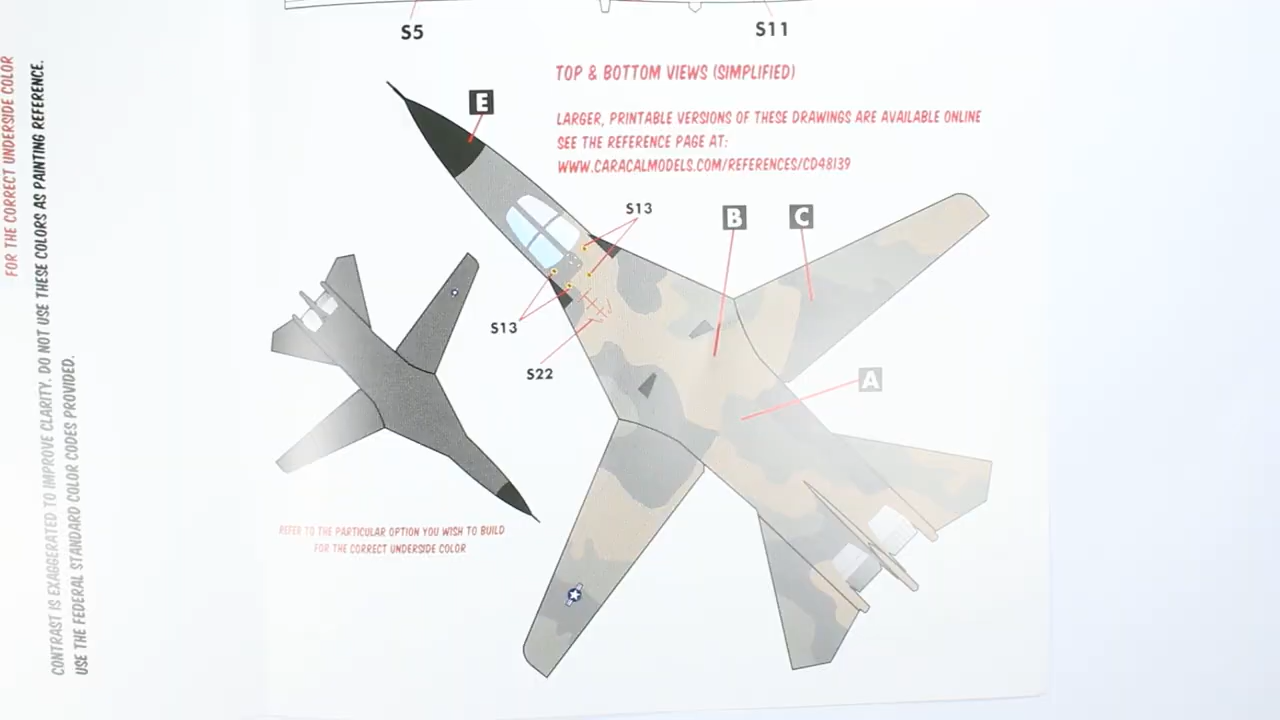 S5
S11
TOP & BOTTOM VIEWS (SIMPLIFIED)
E
LARGER, PRINTABLE VERSIONS OF THESE DRAWINGS ARE AVAILABLE ONLINE
SEE THE REFERENCE PAGE AT:
WWW.CARACALMODELS.COM/REFERENCES/CD48139
S13
B
C
S13
S22
A
REFER TO THE PARTICULAR OPTION YOU WISH TO BUILD
FOR THE CORRECT UNDERSIDE COLOR
FOR THE CORRECT UNDERSIDE COLOR
CONTRAST IS EXAGGERATED TO IMPROVE CLARITY. DO NOT USE THESE COLORS AS PAINTING REFERENCE.
USE THE FEDERAL STANDARD COLOR CODES PROVIDED.